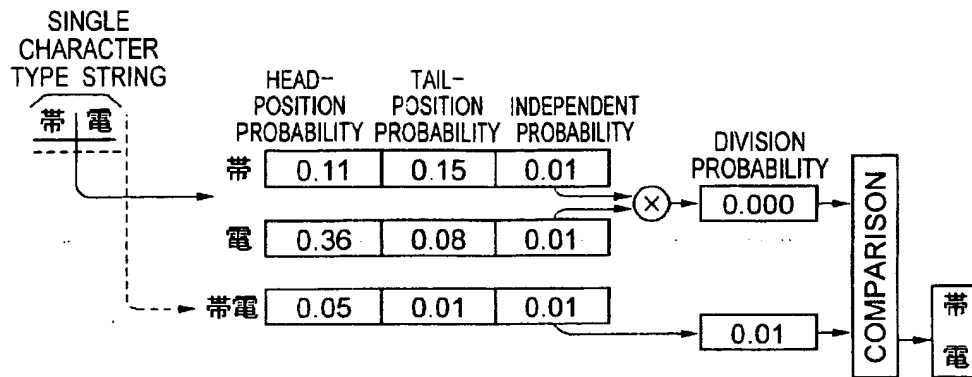 SINGLE
CHARACTER
TYPE STRING
帯電
HEAD-
POSITION
PROBABILITY
TAIL-
POSITION
PROBABILITY
INDEPENDENT
PROBABILITY
DIVISION
PROBABILITY
帯 0.11 0.15 0.01
× 0.000
電 0.36 0.08 0.01
帯電 0.05 0.01 0.01
0.01
COMPARISON
帯
電